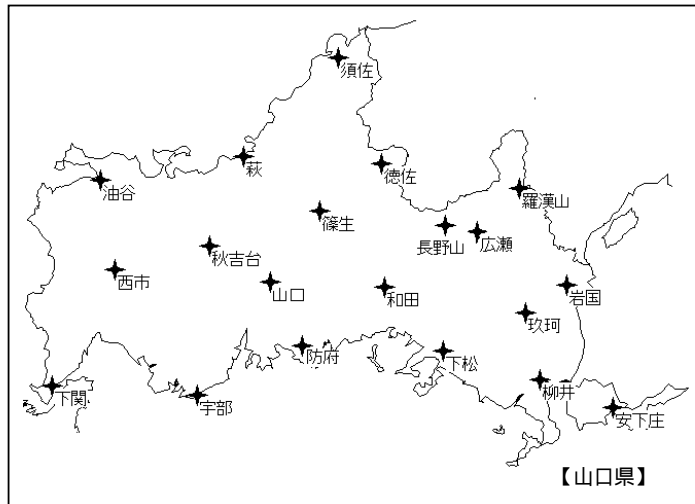 須佐
萩
徳佐
油谷
羅漢山
篠生
長野山
広瀬
秋吉台
西市
山口
和田
岩国
玖珂
防府
下松
下関
宇部
柳井
安下庄
【山口県】